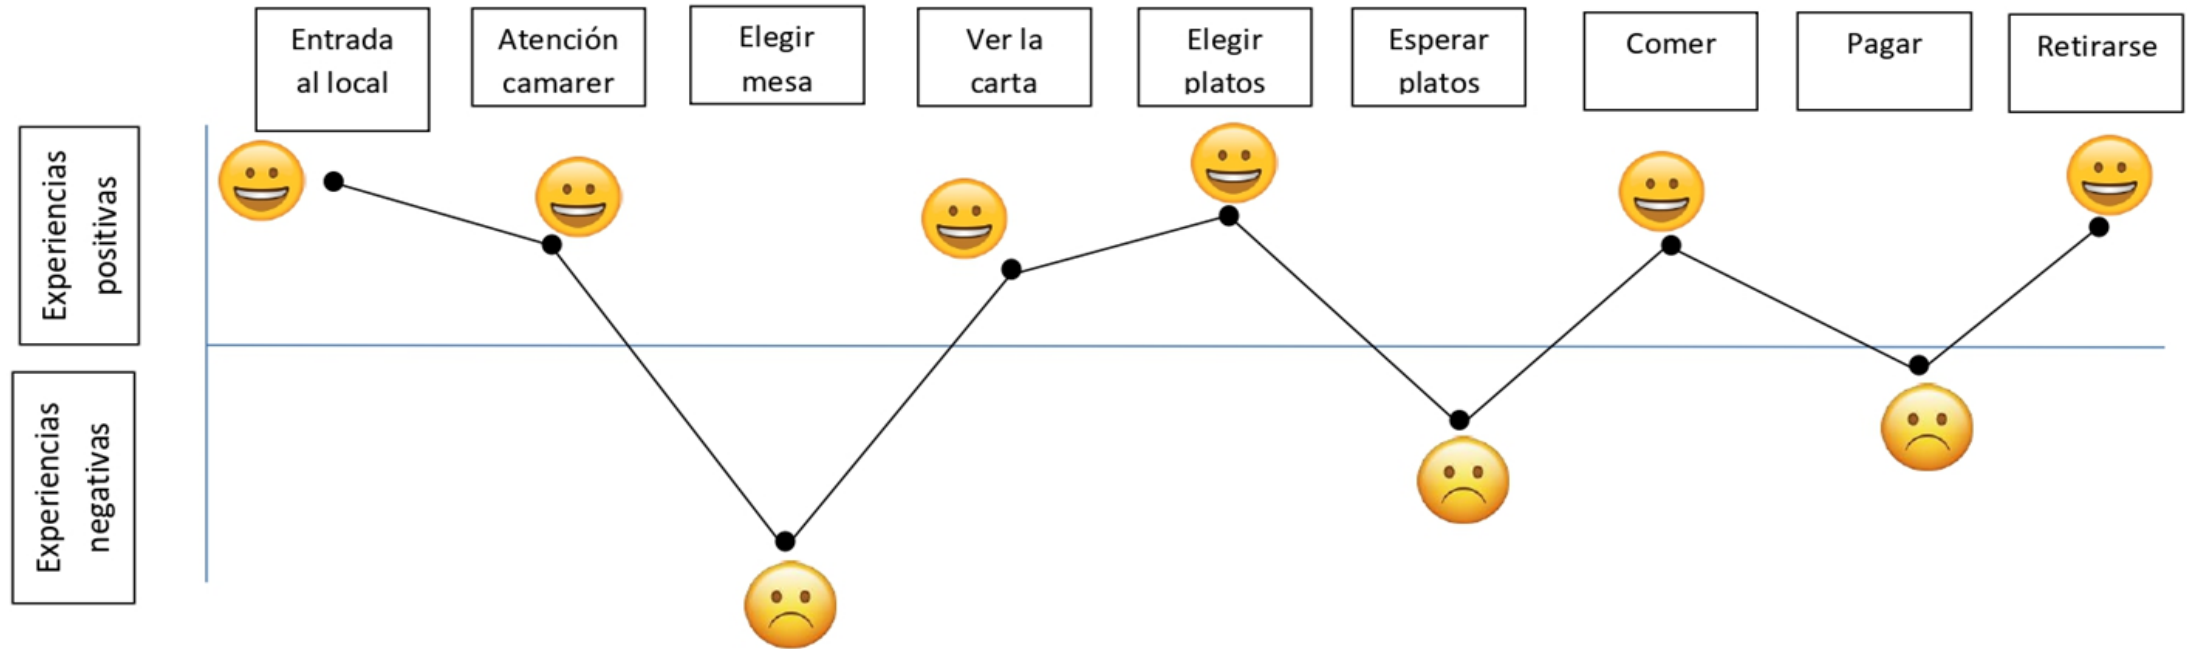 Entrada
al local
Atención
camarer
Elegir
mesa
Ver la
carta
Elegir
platos
Esperar
platos
Comer
Pagar
Retirarse
Experiencias
positivas
Experiencias
negativas